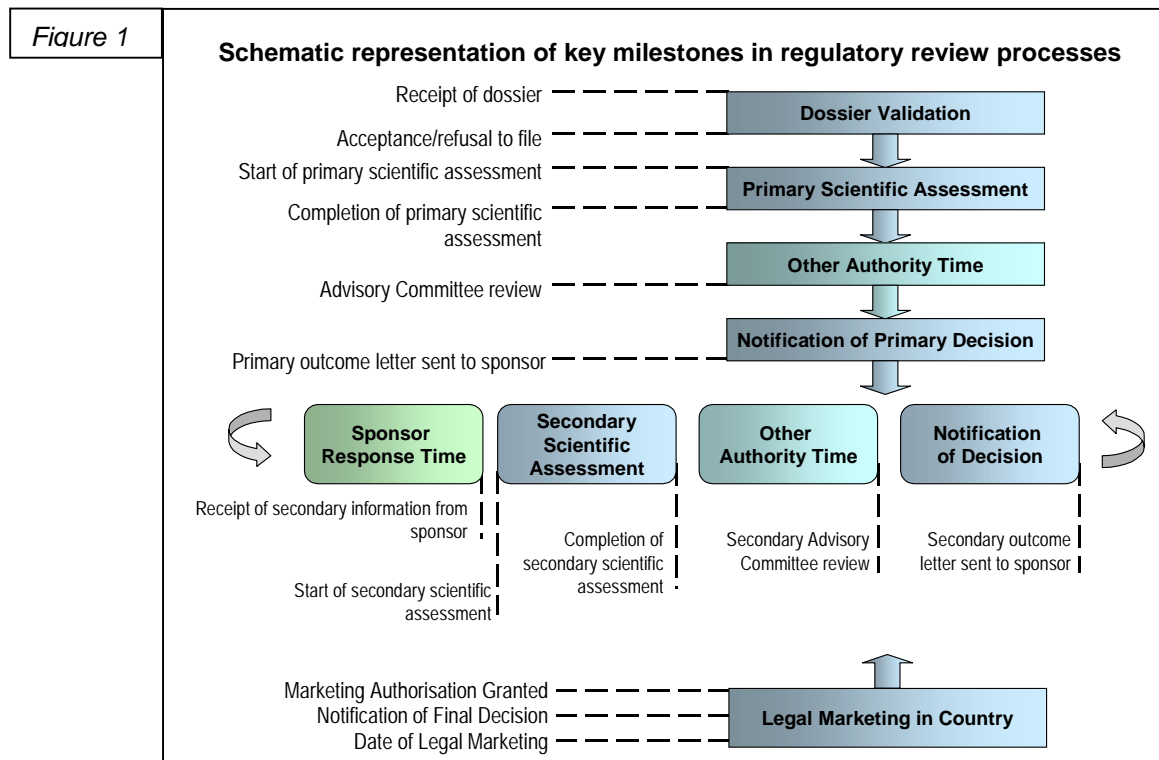 Figure 1
Schematic representation of key milestones in regulatory review processes
Receipt of dossier
Dossier Validation
Acceptance/refusal to file
Start of primary scientific assessment
Primary Scientific Assessment
Completion of primary scientific
assessment
Other Authority Time
Advisory Committee review
Notification of Primary Decision
Primary outcome letter sent to sponsor
Sponsor
Response Time
Secondary
Scientific
Assessment
Other
Authority Time
Notification
of Decision
Receipt of secondary information from
sponsor
Start of secondary scientific
assessment
Completion of
secondary scientific
assessment
Secondary Advisory
Committee review
Secondary outcome
letter sent to sponsor
Marketing Authorisation Granted
Notification of Final Decision
Date of Legal Marketing
Legal Marketing in Country